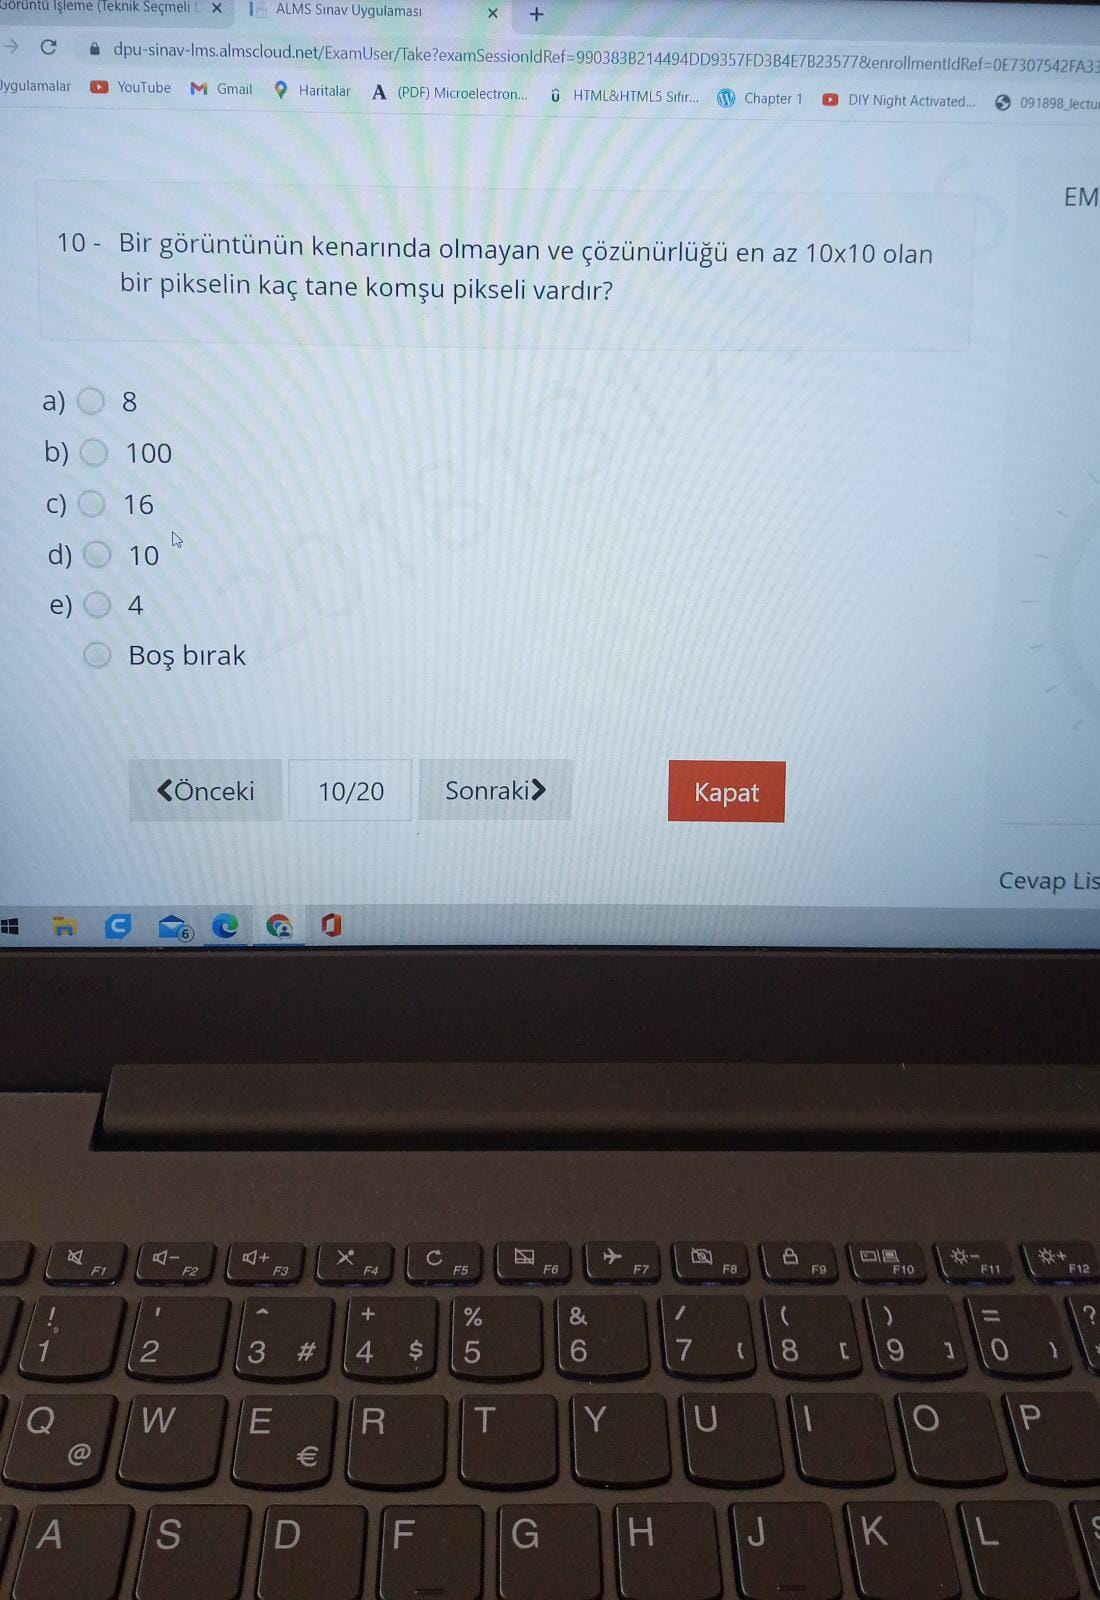 Görüntü İşleme (Teknik Seçmeli
ALMS Sınav Uygulaması
dpu-sinav-lms.almscloud.net/ExamUser/Take?examSessionIdRef=990383B214494DD9357FD3B4E7B23577&enrollmentIdRef=0E7307542FA33
Uygulamalar YouTube Gmail Haritalar A (PDF) Microelectron... HTML&HTML5 Sıfır... Chapter 1 DIY Night Activated... 091898_lectur
EM
10 - Bir görüntünün kenarında olmayan ve çözünürlüğü en az 10x10 olan
bir pikselin kaç tane komşu pikseli vardır?
a) 8
b) 100
c) 16
d) 10
e) 4
Boş bırak
Önceki 10/20 Sonraki Kapat
Cevap Lis
6
F1 F2 F3 F4 F5 F6 F7 F8 F9 F10 F11 F12
! ' ^ + % & / ( ) = ?
1 2 3 # 4 $ 5 6 7 { 8 [ 9 ] 0 }
Q W E R T Y U I O P
@ €
A S D F G H J K L